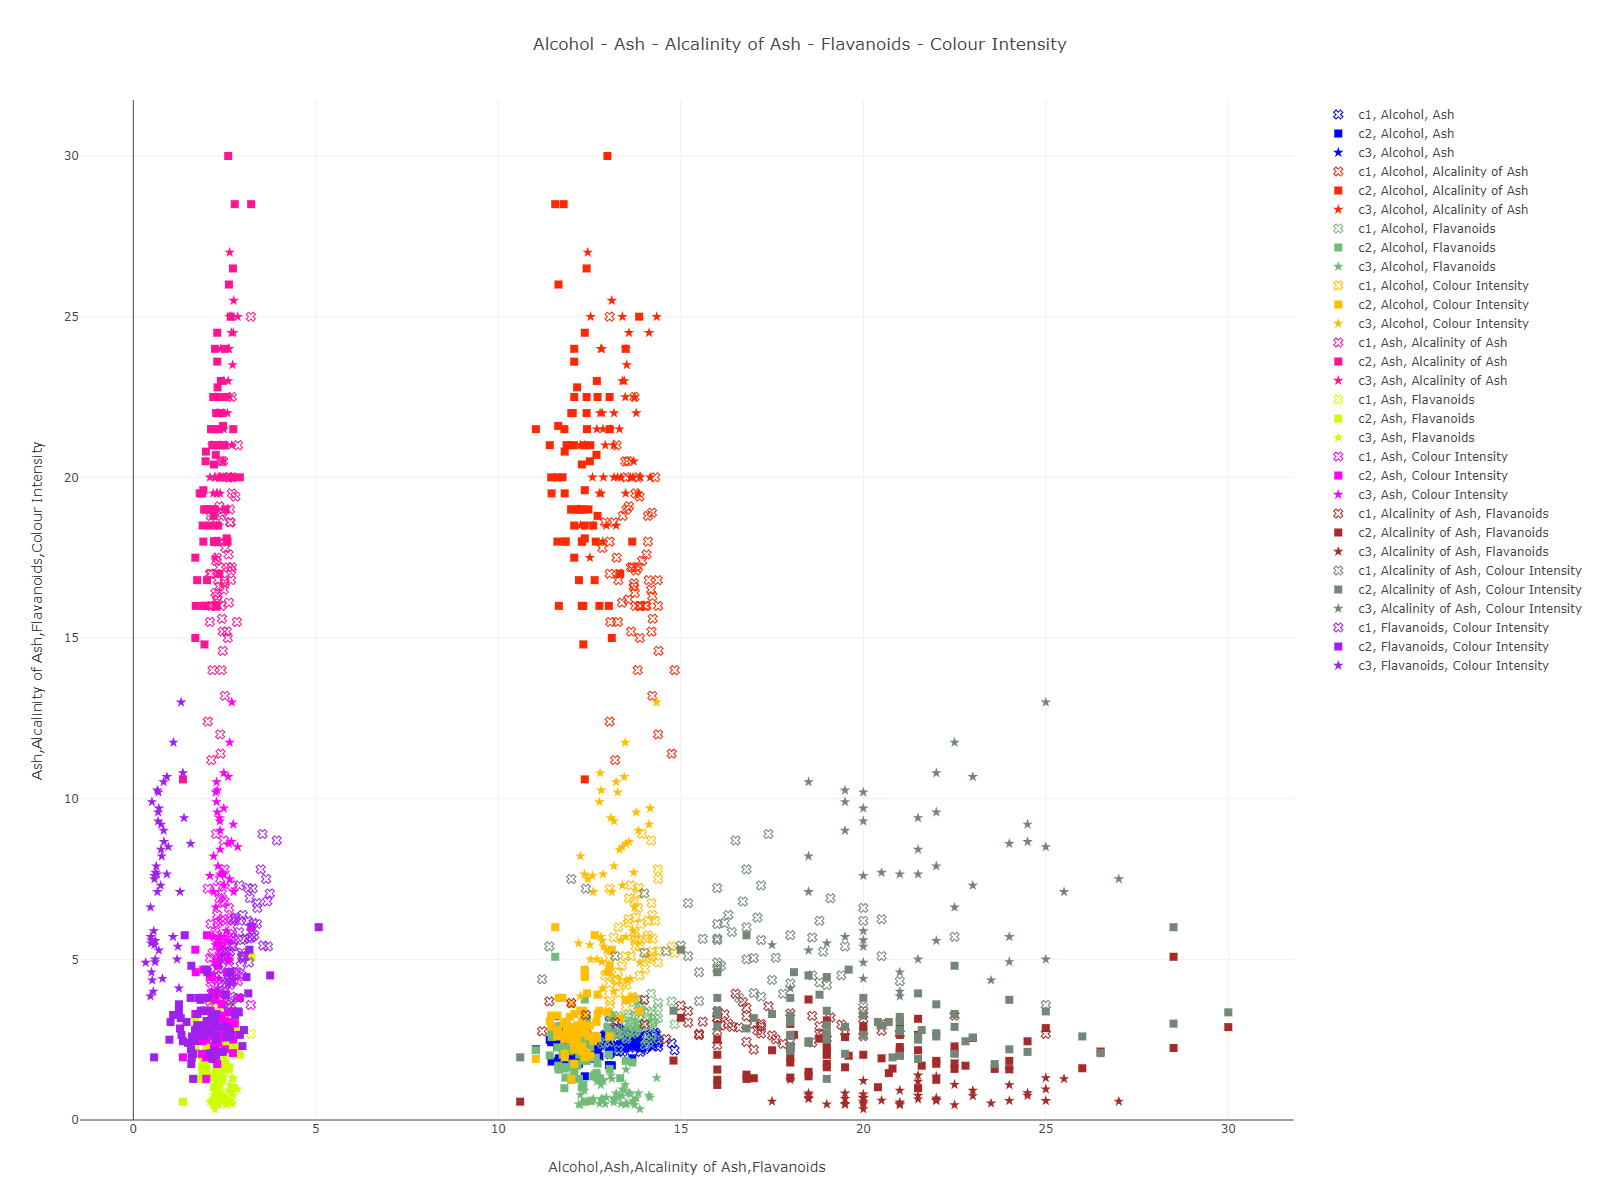 Alcohol - Ash - Alcalinity of Ash - Flavanoids - Colour Intensity
30
25
20
15
10
5
0
Ash,Alcalinity of Ash,Flavanoids,Colour Intensity
0 5 10 15 20 25 30
Alcohol,Ash,Alcalinity of Ash,Flavanoids
c1, Alcohol, Ash
c2, Alcohol, Ash
c3, Alcohol, Ash
c1, Alcohol, Alcalinity of Ash
c2, Alcohol, Alcalinity of Ash
c3, Alcohol, Alcalinity of Ash
c1, Alcohol, Flavanoids
c2, Alcohol, Flavanoids
c3, Alcohol, Flavanoids
c1, Alcohol, Colour Intensity
c2, Alcohol, Colour Intensity
c3, Alcohol, Colour Intensity
c1, Ash, Alcalinity of Ash
c2, Ash, Alcalinity of Ash
c3, Ash, Alcalinity of Ash
c1, Ash, Flavanoids
c2, Ash, Flavanoids
c3, Ash, Flavanoids
c1, Ash, Colour Intensity
c2, Ash, Colour Intensity
c3, Ash, Colour Intensity
c1, Alcalinity of Ash, Flavanoids
c2, Alcalinity of Ash, Flavanoids
c3, Alcalinity of Ash, Flavanoids
c1, Alcalinity of Ash, Colour Intensity
c2, Alcalinity of Ash, Colour Intensity
c3, Alcalinity of Ash, Colour Intensity
c1, Flavanoids, Colour Intensity
c2, Flavanoids, Colour Intensity
c3, Flavanoids, Colour Intensity